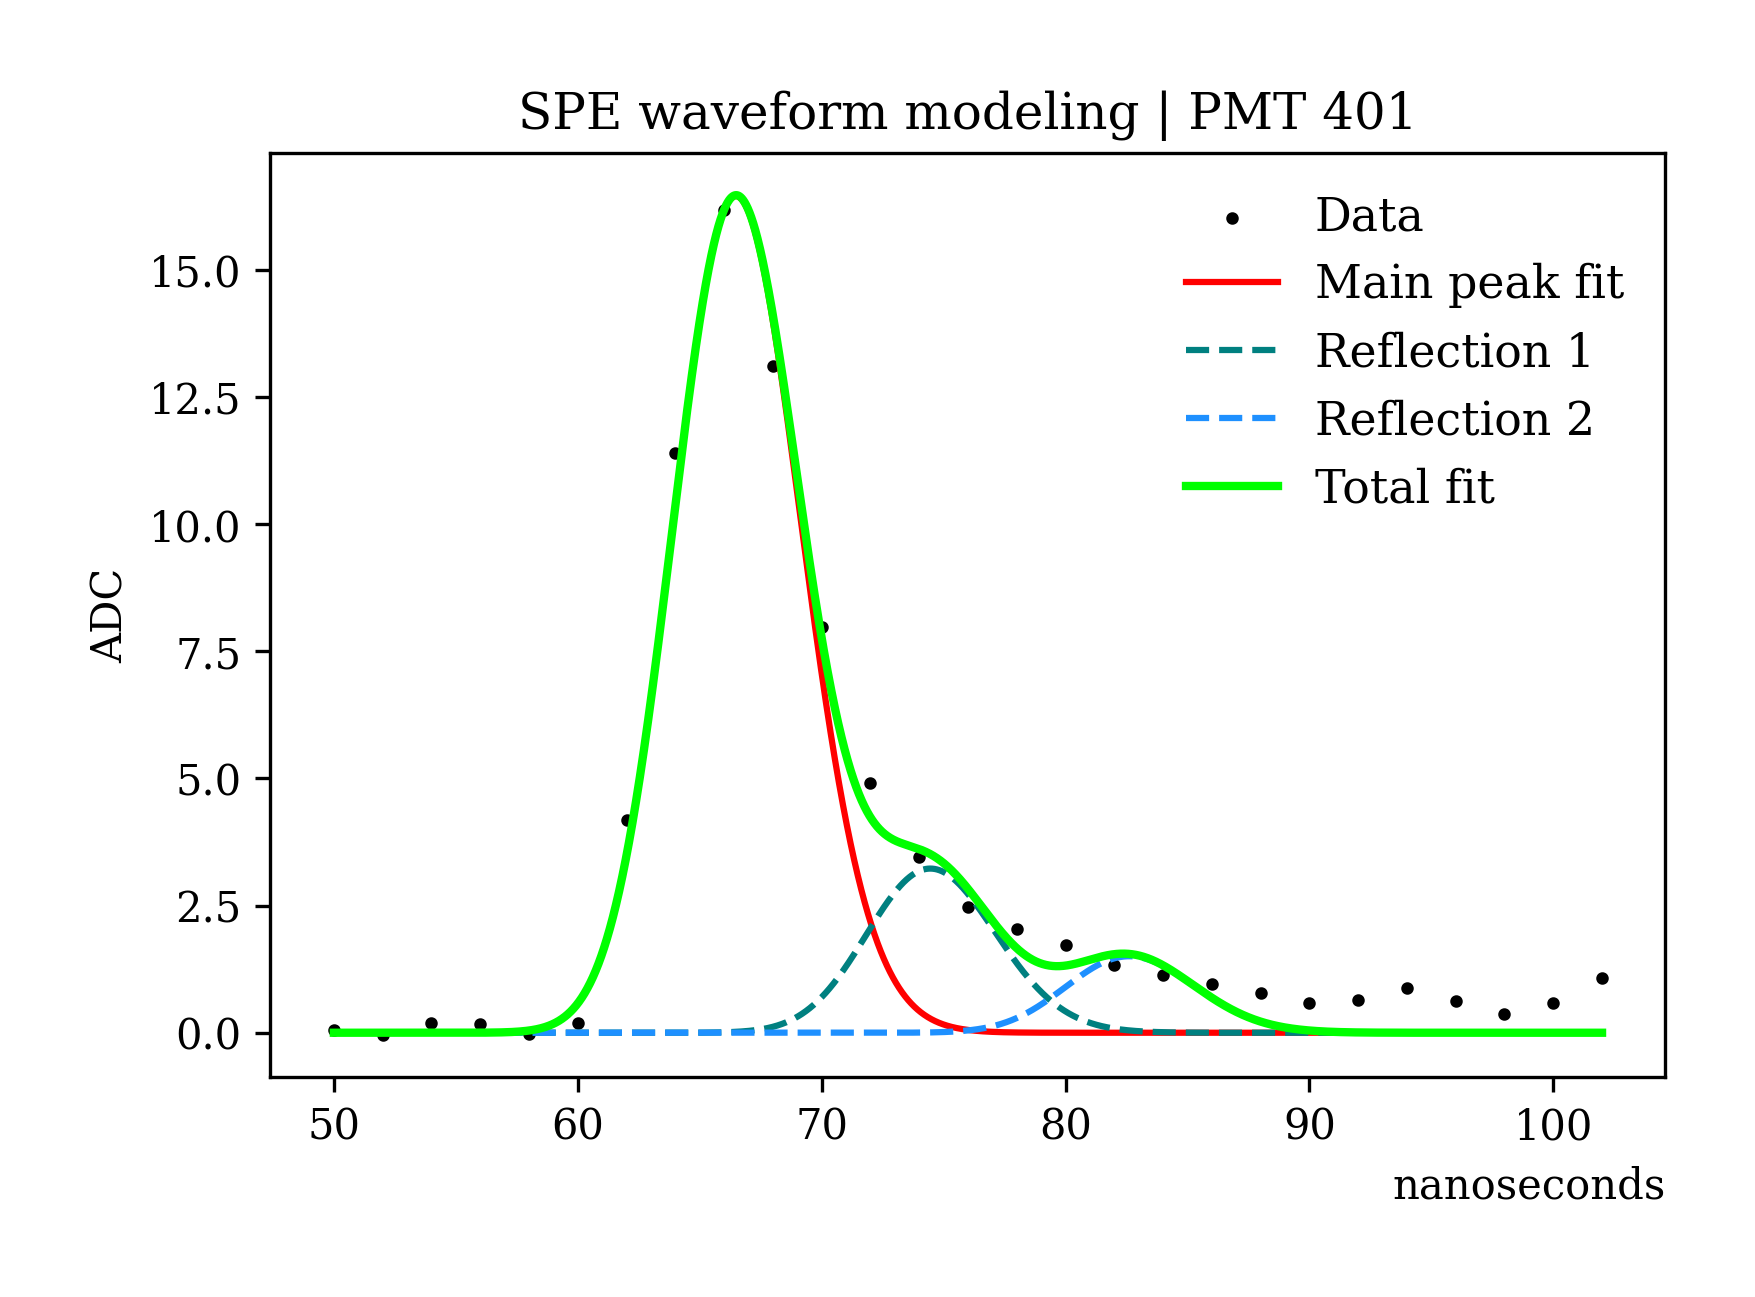 SPE waveform modeling | PMT 401
Data
Main peak fit
Reflection 1
Reflection 2
Total fit
15.0
12.5
10.0
7.5
5.0
2.5
0.0
ADC
50 60 70 80 90 100
nanoseconds